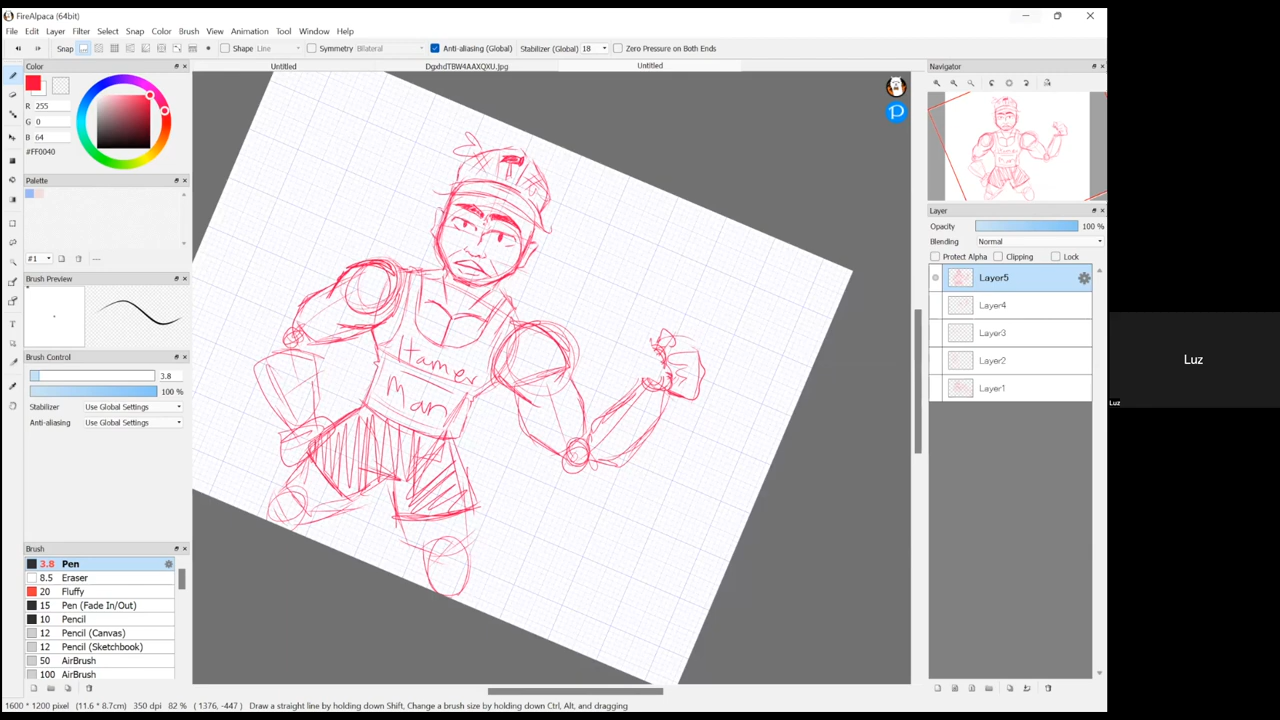 FireAlpaca (64bit)
File Edit Layer Filter Select Snap Color Brush View Animation Tool Window Help
Snap Shape Line Symmetry Bilateral Anti-aliasing (Global) Stabilizer (Global) 18 Zero Pressure on Both Ends
Color
Untitled DgxhdTBW4AAXQXU.jpg Untitled
R 255
G 0
B 64
#FF0040
Palette
#1
Brush Preview
Brush Control
3.8
100 %
Stabilizer Use Global Settings
Anti-aliasing Use Global Settings
Brush
3.8 Pen
8.5 Eraser
20 Fluffy
15 Pen (Fade In/Out)
10 Pencil
12 Pencil (Canvas)
12 Pencil (Sketchbook)
50 AirBrush
100 AirBrush
Hamer
Man
P
Navigator
Layer
Opacity 100 %
Blending Normal
Protect Alpha Clipping Lock
Layer5
Layer4
Layer3
Layer2
Layer1
Luz
Luz
1600 * 1200 pixel (11.6 * 8.7cm) 350 dpi 82 % ( 1376, -447 ) Draw a straight line by holding down Shift, Change a brush size by holding down Ctrl, Alt, and dragging